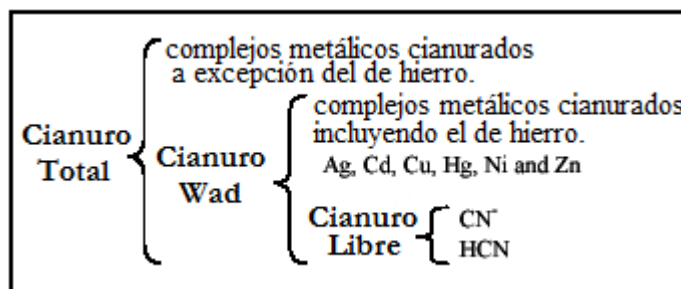 complejos metálicos cianurados
a excepción del de hierro.
Cianuro
Total
Cianuro
Wad
complejos metálicos cianurados
incluyendo el de hierro.
Ag, Cd, Cu, Hg, Ni and Zn
Cianuro
Libre
CN⁻
HCN